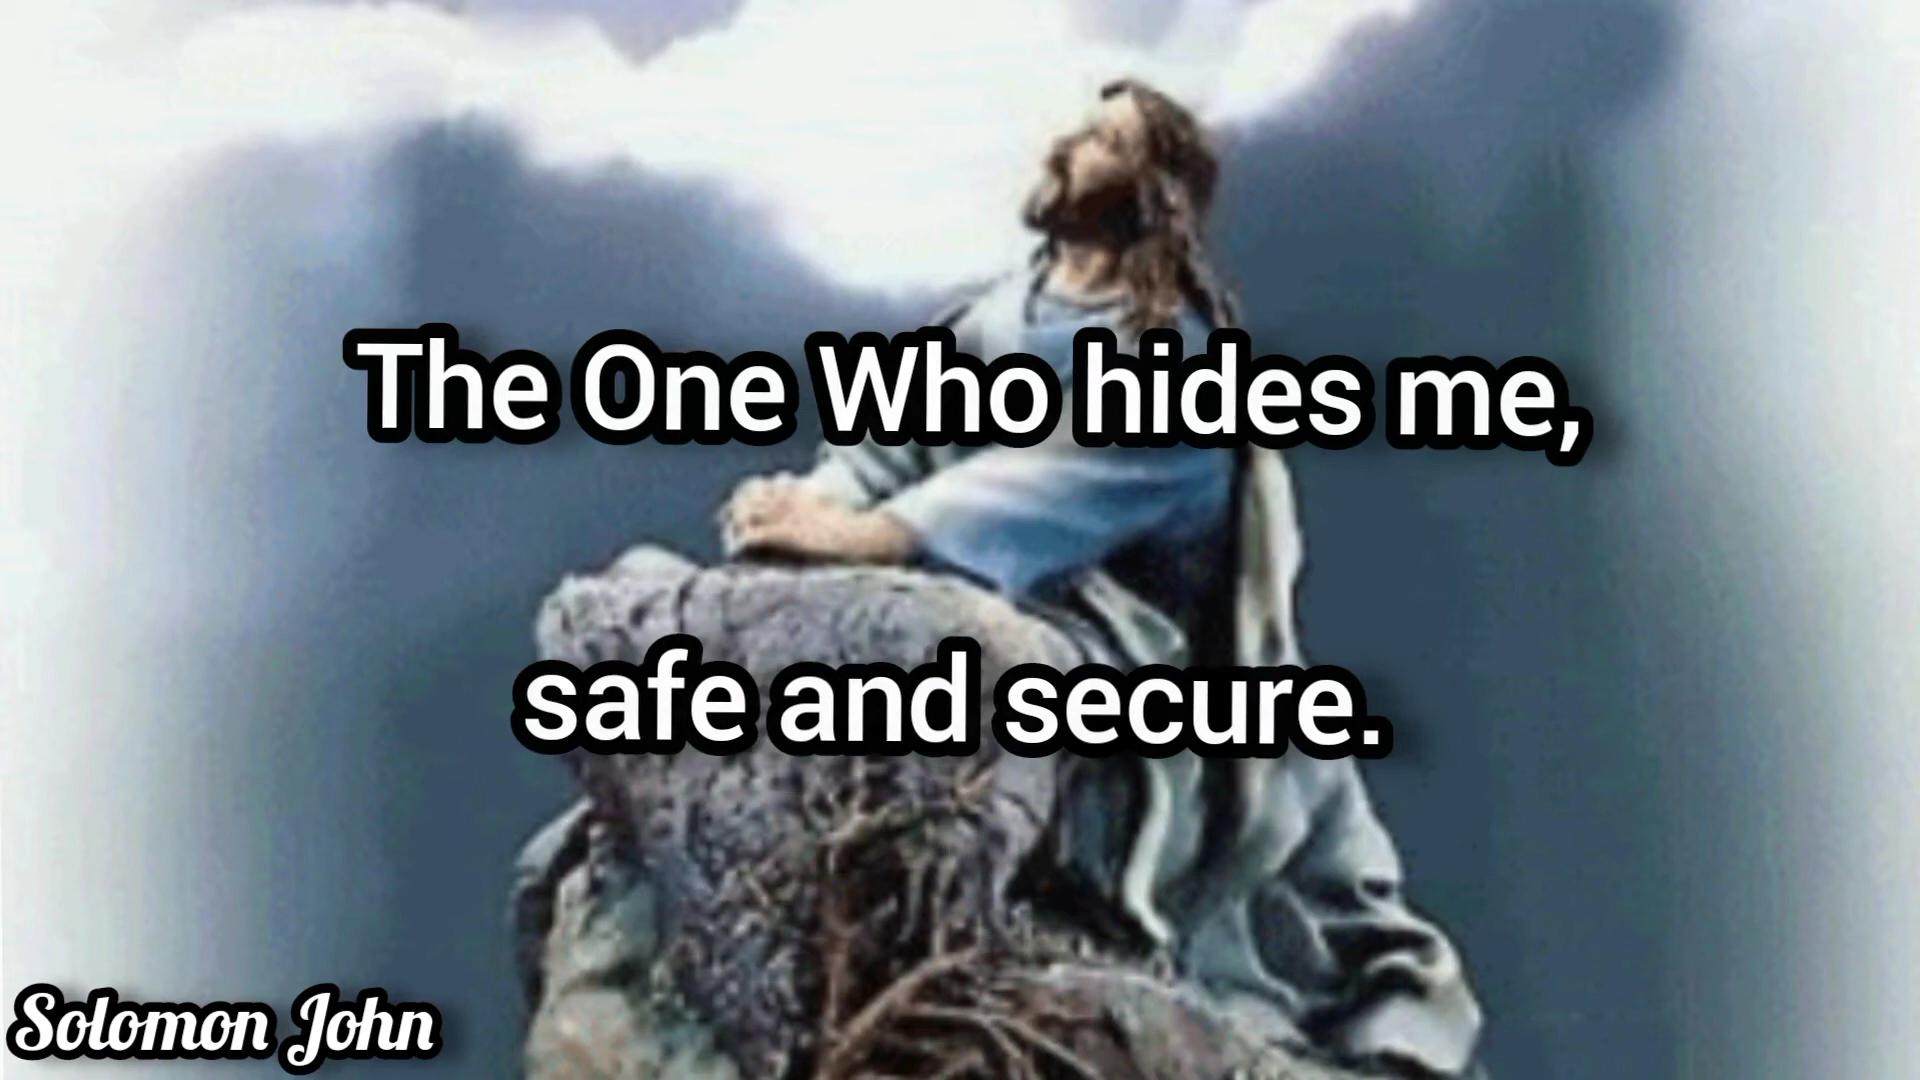 The One Who hides me,
safe and secure.
Solomon John